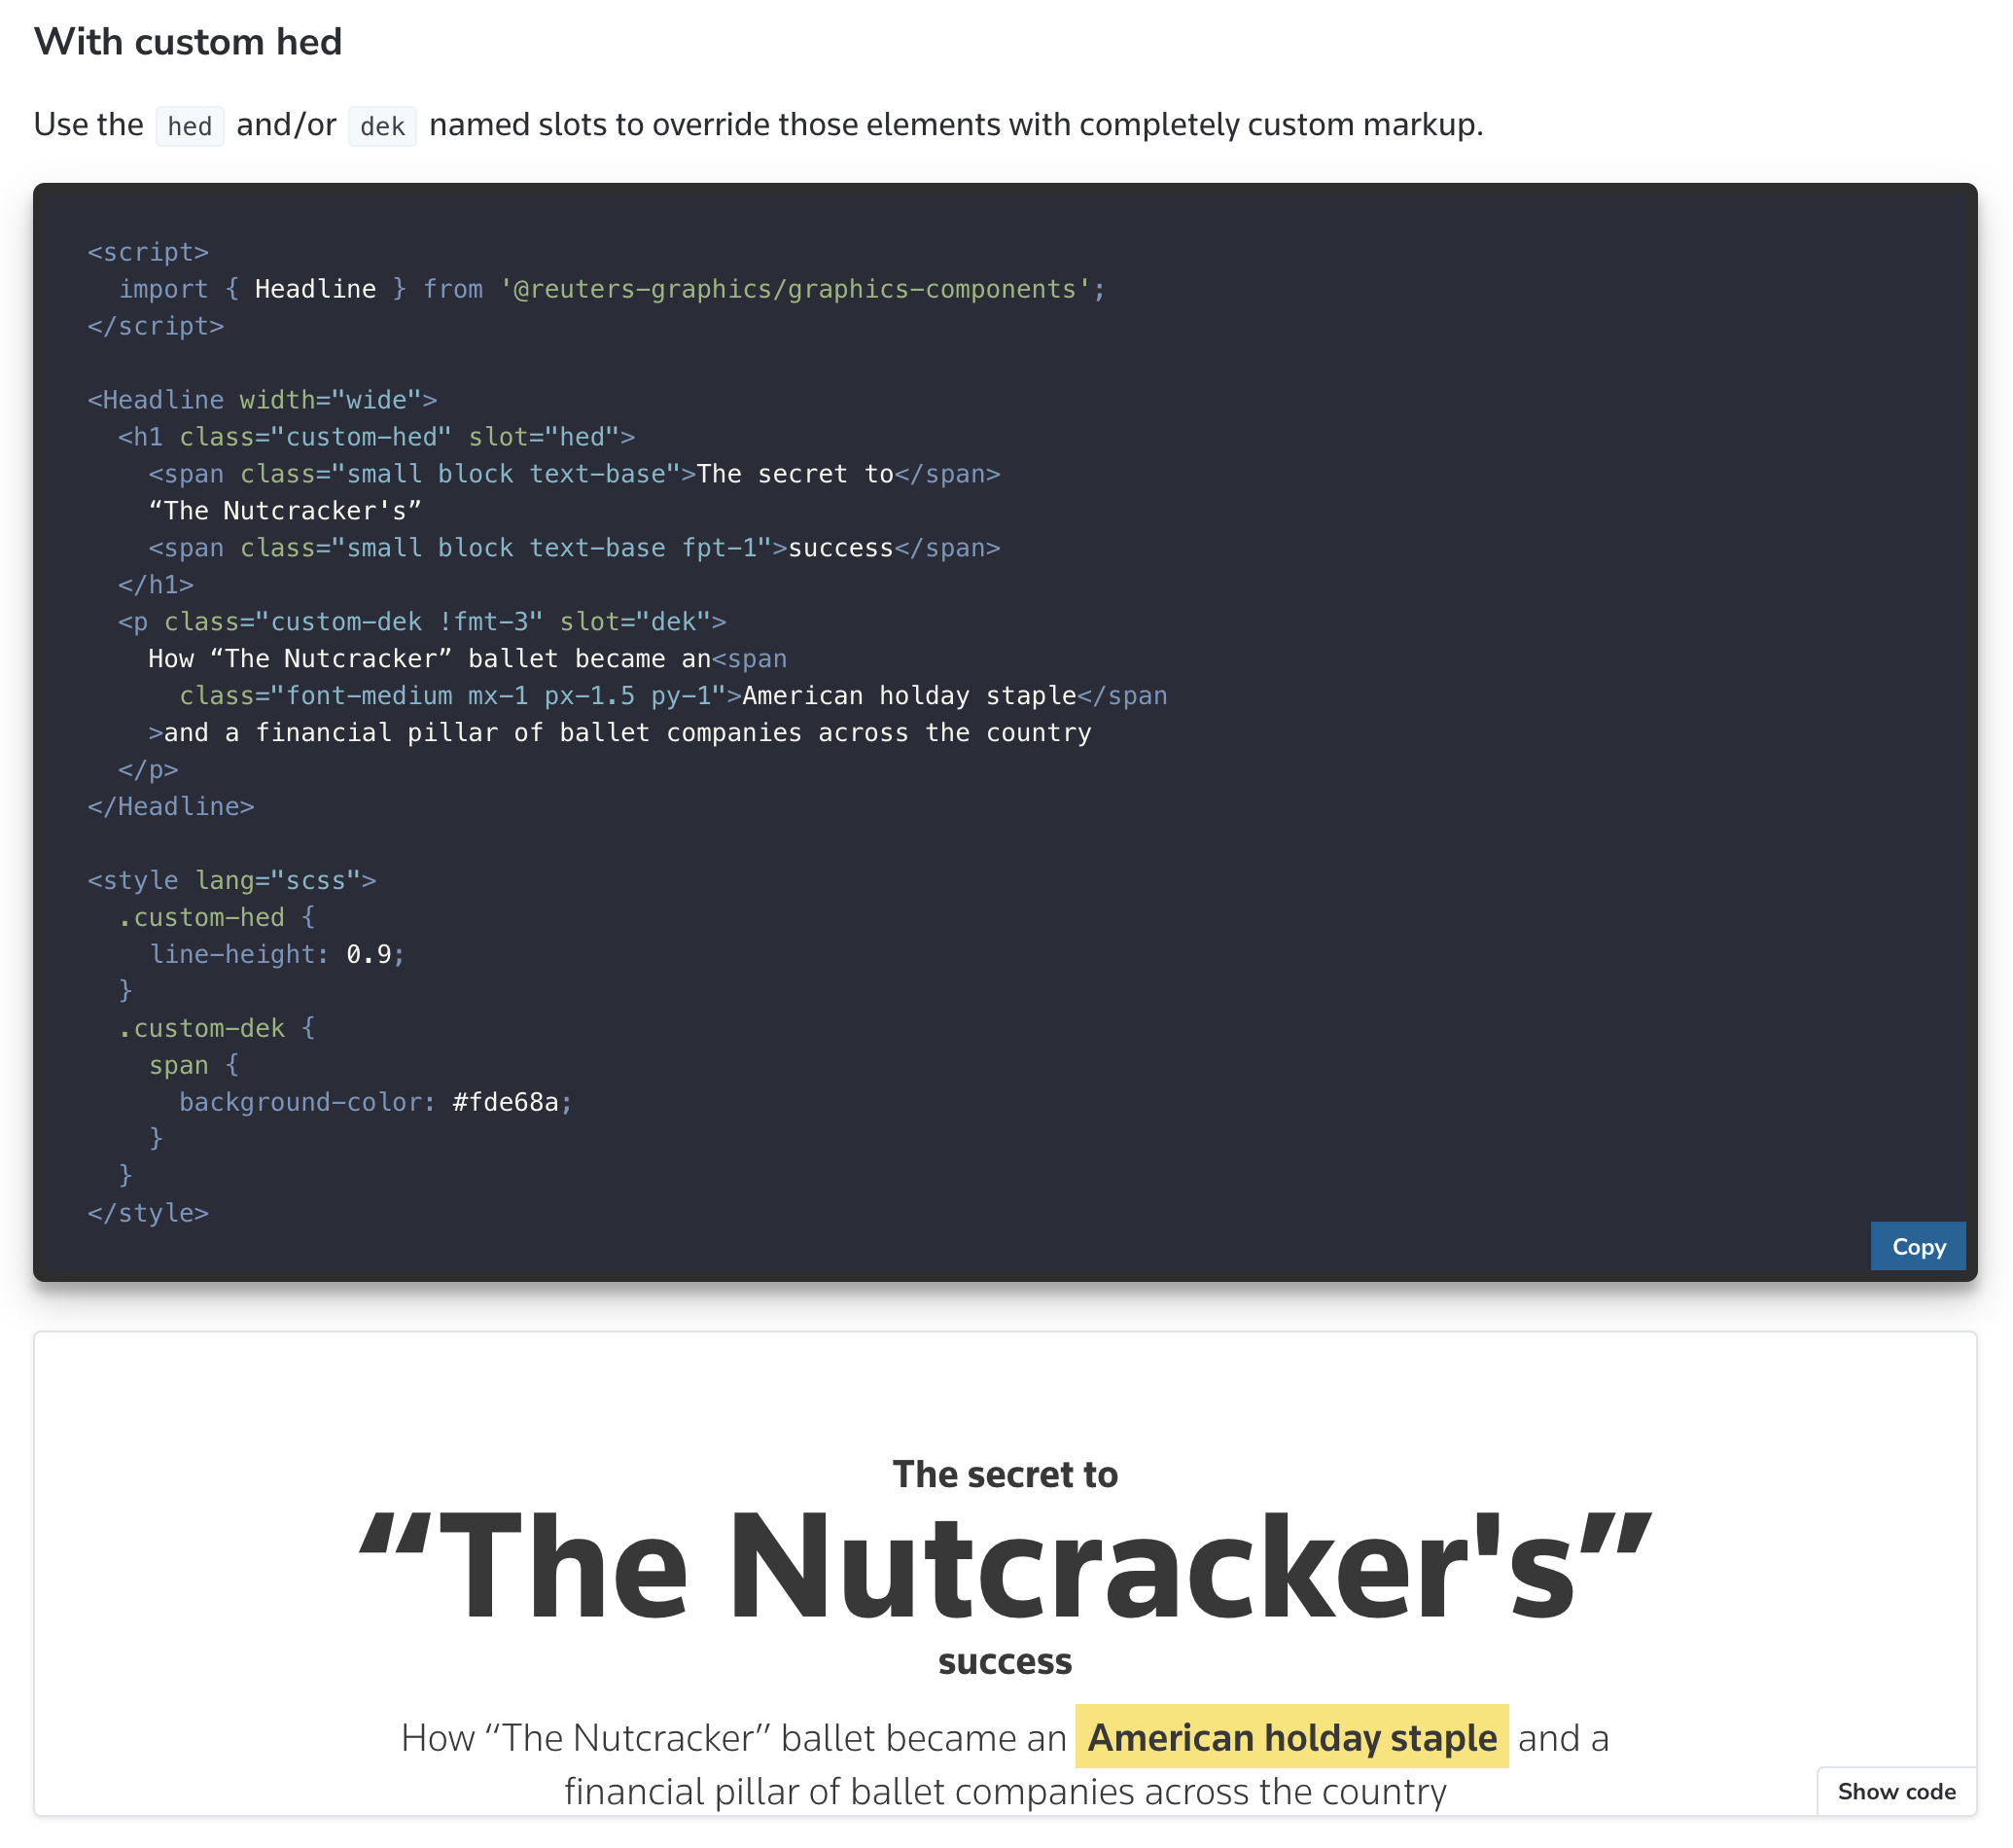 With custom hed
Use the hed and/or dek named slots to override those elements with completely custom markup.
<script>
  import { Headline } from '@reuters-graphics/graphics-components';
</script>

<Headline width="wide">
  <h1 class="custom-hed" slot="hed">
    <span class="small block text-base">The secret to</span>
    “The Nutcracker's”
    <span class="small block text-base fpt-1">success</span>
  </h1>
  <p class="custom-dek !fmt-3" slot="dek">
    How “The Nutcracker” ballet became an<span
      class="font-medium mx-1 px-1.5 py-1">American holday staple</span
    >and a financial pillar of ballet companies across the country
  </p>
</Headline>

<style lang="scss">
  .custom-hed {
    line-height: 0.9;
  }
  .custom-dek {
    span {
      background-color: #fde68a;
    }
  }
</style>
Copy
The secret to
“The Nutcracker's”
success
How “The Nutcracker” ballet became an American holday staple and a
financial pillar of ballet companies across the country
Show code